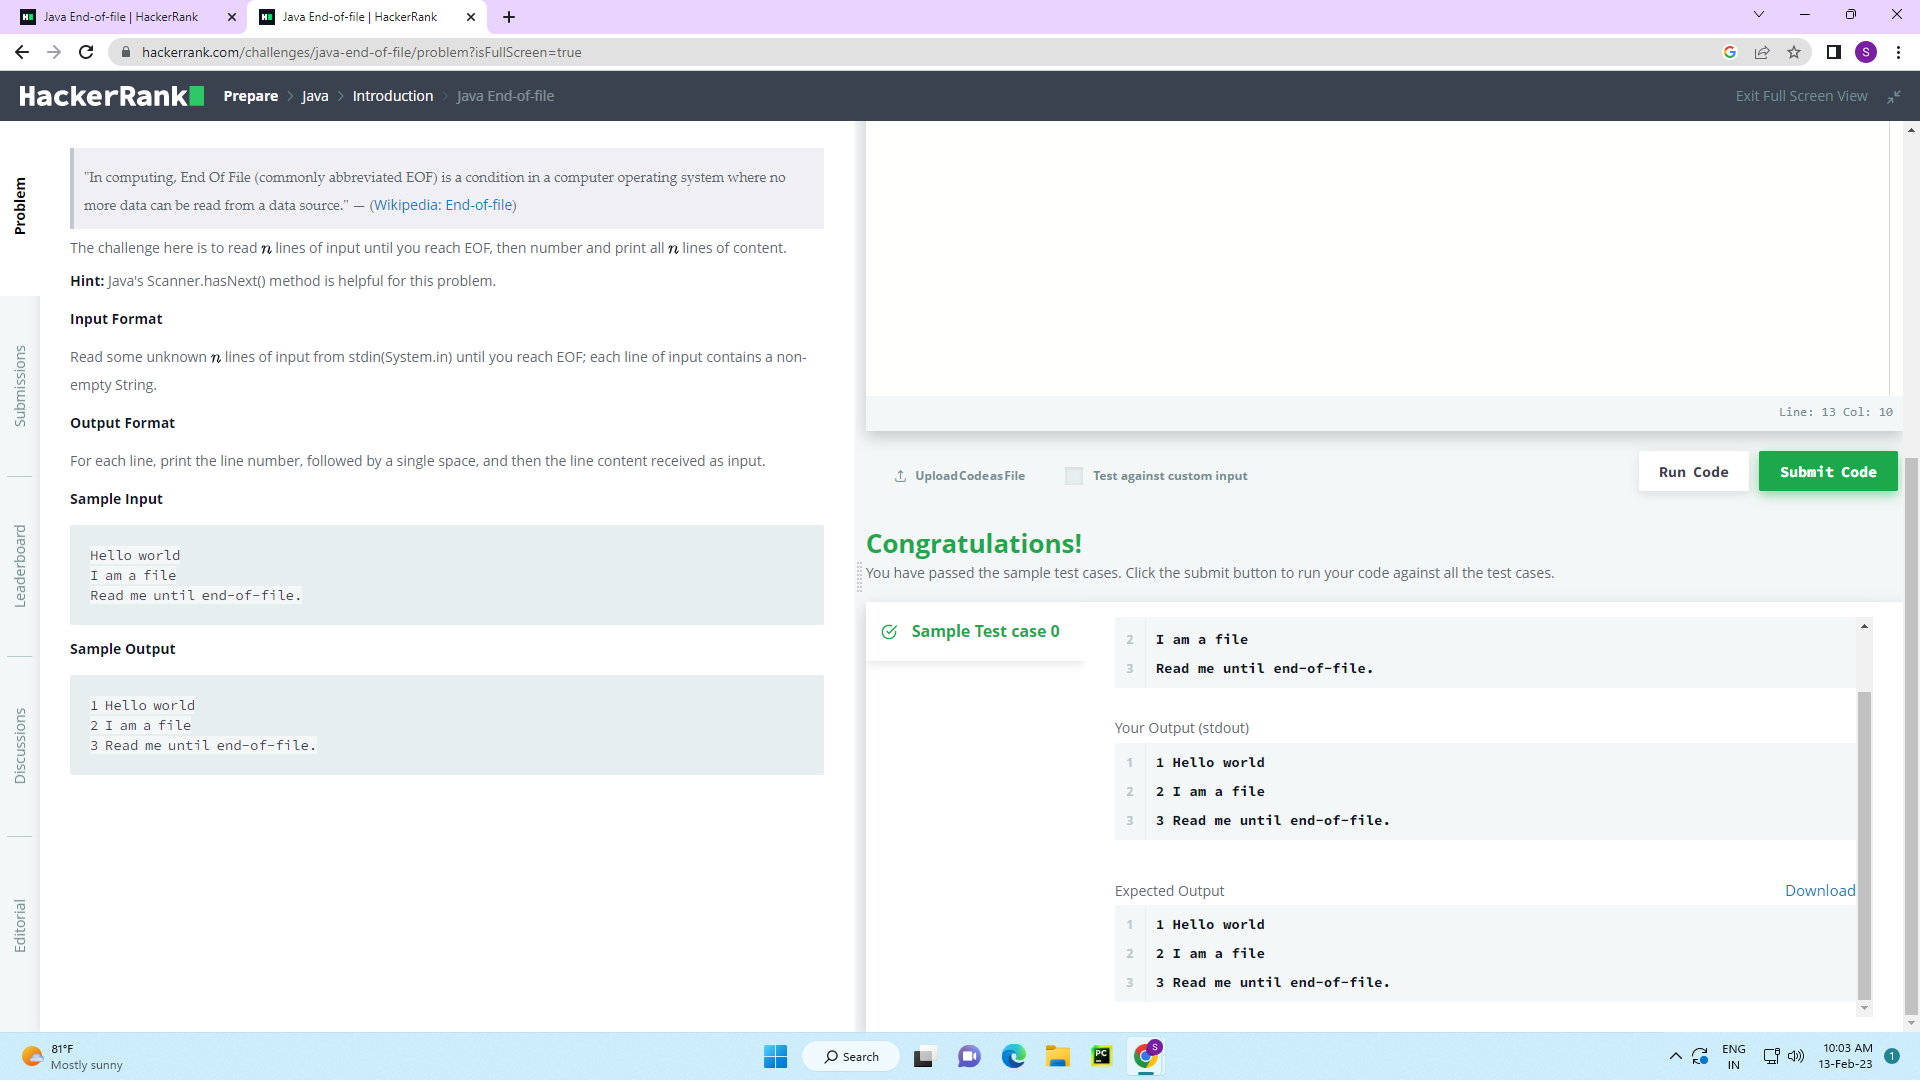 Java End-of-file | HackerRank
Java End-of-file | HackerRank
hackerrank.com/challenges/java-end-of-file/problem?isFullScreen=true
S
HackerRank
Prepare > Java > Introduction > Java End-of-file
Exit Full Screen View
Problem
Submissions
Leaderboard
Discussions
Editorial
"In computing, End Of File (commonly abbreviated EOF) is a condition in a computer operating system where no
more data can be read from a data source." — (Wikipedia: End-of-file)
The challenge here is to read n lines of input until you reach EOF, then number and print all n lines of content.
Hint: Java's Scanner.hasNext() method is helpful for this problem.
Input Format
Read some unknown n lines of input from stdin(System.in) until you reach EOF; each line of input contains a non-
empty String.
Output Format
For each line, print the line number, followed by a single space, and then the line content received as input.
Sample Input
Hello world
I am a file
Read me until end-of-file.
Sample Output
1 Hello world
2 I am a file
3 Read me until end-of-file.
Line: 13 Col: 10
Upload Code as File
Test against custom input
Run Code
Submit Code
Congratulations!
You have passed the sample test cases. Click the submit button to run your code against all the test cases.
Sample Test case 0
2 I am a file
3 Read me until end-of-file.
Your Output (stdout)
1 1 Hello world
2 2 I am a file
3 3 Read me until end-of-file.
Expected Output
Download
1 1 Hello world
2 2 I am a file
3 3 Read me until end-of-file.
81°F
Mostly sunny
Search
PC
S
ENG
IN
10:03 AM
13-Feb-23
1